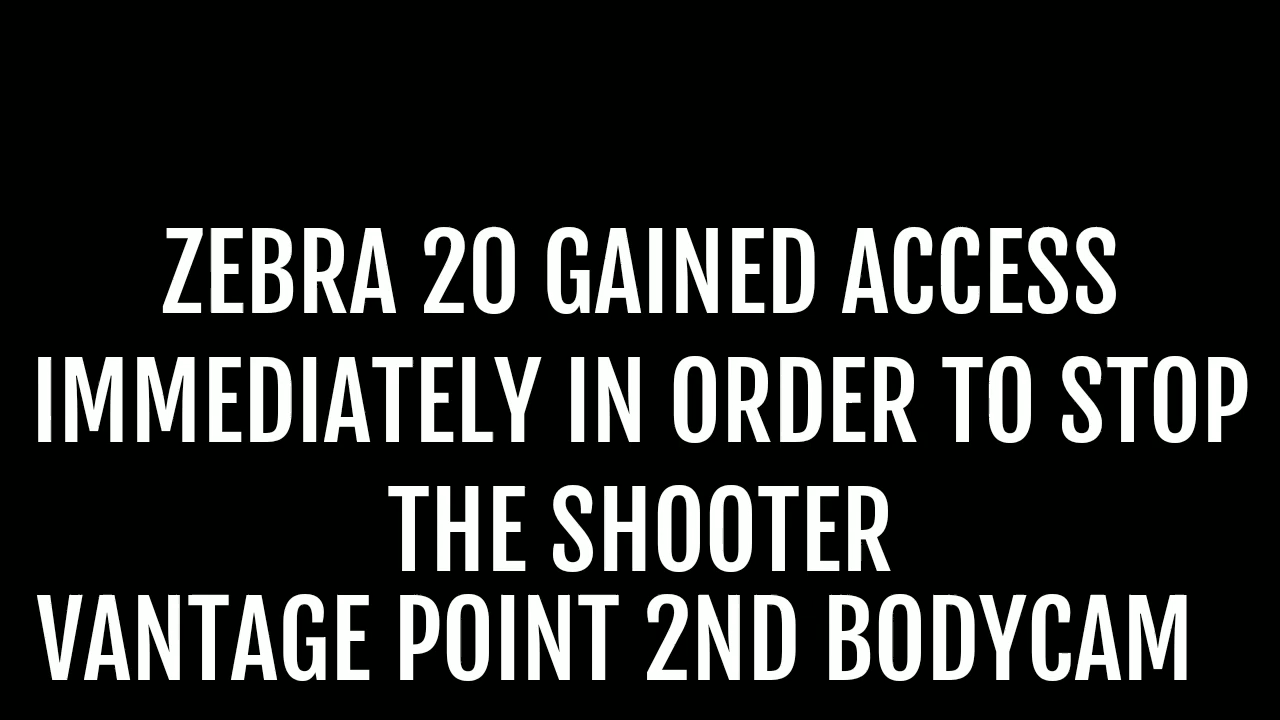 ZEBRA 20 GAINED ACCESS
IMMEDIATELY IN ORDER TO STOP
THE SHOOTER
VANTAGE POINT 2ND BODYCAM